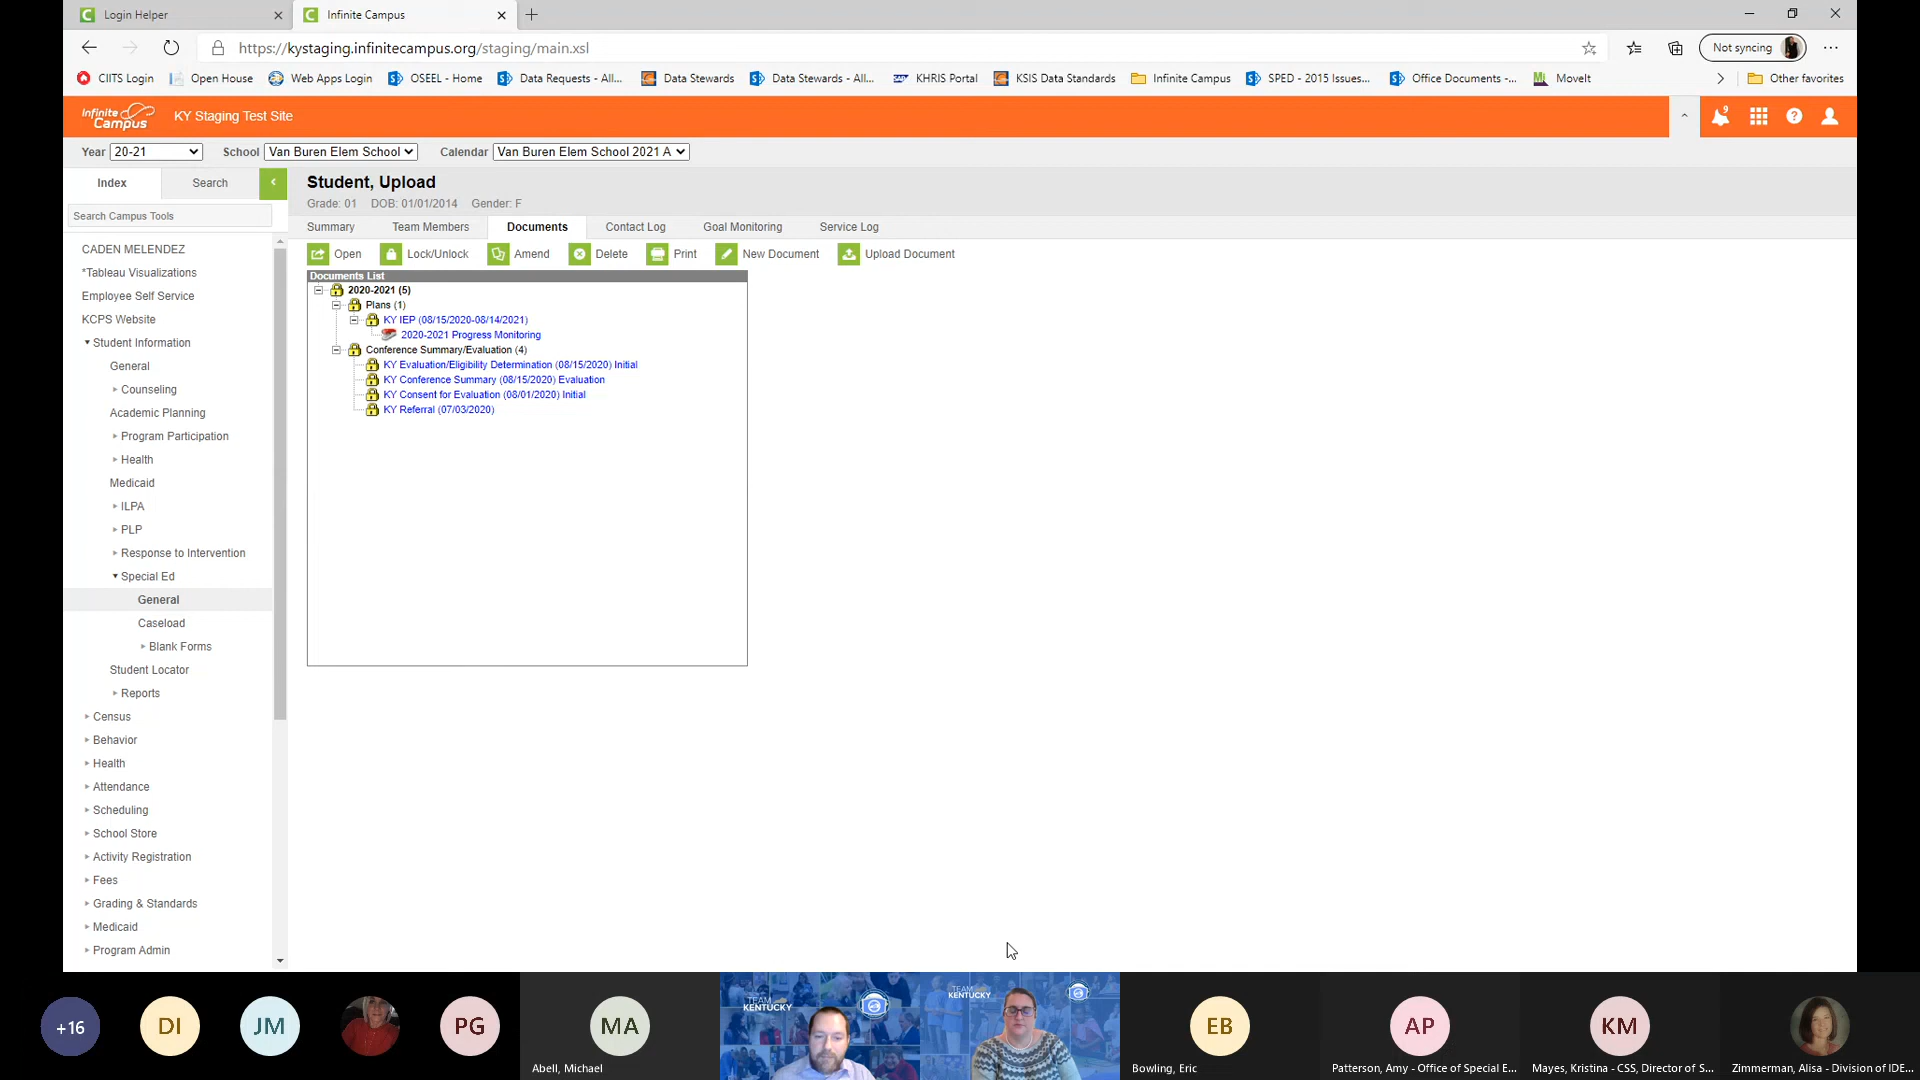 Login Helper
Infinite Campus
https://kystaging.infinitecampus.org/staging/main.xsl
Not syncing
CIITS Login
Open House
Web Apps Login
OSEEL - Home
Data Requests - All...
Data Stewards
Data Stewards - All...
KHRIS Portal
KSIS Data Standards
Infinite Campus
SPED - 2015 Issues...
Office Documents -...
MoveIt
Other favorites
Infinite Campus
KY Staging Test Site
9
Year 20-21 School Van Buren Elem School Calendar Van Buren Elem School 2021 A
Index
Search
Search Campus Tools
CADEN MELENDEZ
*Tableau Visualizations
Employee Self Service
KCPS Website
Student Information
General
Counseling
Academic Planning
Program Participation
Health
Medicaid
ILPA
PLP
Response to Intervention
Special Ed
General
Caseload
Blank Forms
Student Locator
Reports
Census
Behavior
Health
Attendance
Scheduling
School Store
Activity Registration
Fees
Grading & Standards
Medicaid
Program Admin
Student, Upload
Grade: 01 DOB: 01/01/2014 Gender: F
Summary
Team Members
Documents
Contact Log
Goal Monitoring
Service Log
Open
Lock/Unlock
Amend
Delete
Print
New Document
Upload Document
Documents List
2020-2021 (5)
Plans (1)
KY IEP (08/15/2020-08/14/2021)
2020-2021 Progress Monitoring
Conference Summary/Evaluation (4)
KY Evaluation/Eligibility Determination (08/15/2020) Initial
KY Conference Summary (08/15/2020) Evaluation
KY Consent for Evaluation (08/01/2020) Initial
KY Referral (07/03/2020)
+16
DI
JM
PG
MA
Abell, Michael
TEAM
KENTUCKY
TEAM
KENTUCKY
EB
Bowling, Eric
AP
Patterson, Amy - Office of Special E...
KM
Mayes, Kristina - CSS, Director of S...
Zimmerman, Alisa - Division of IDE...